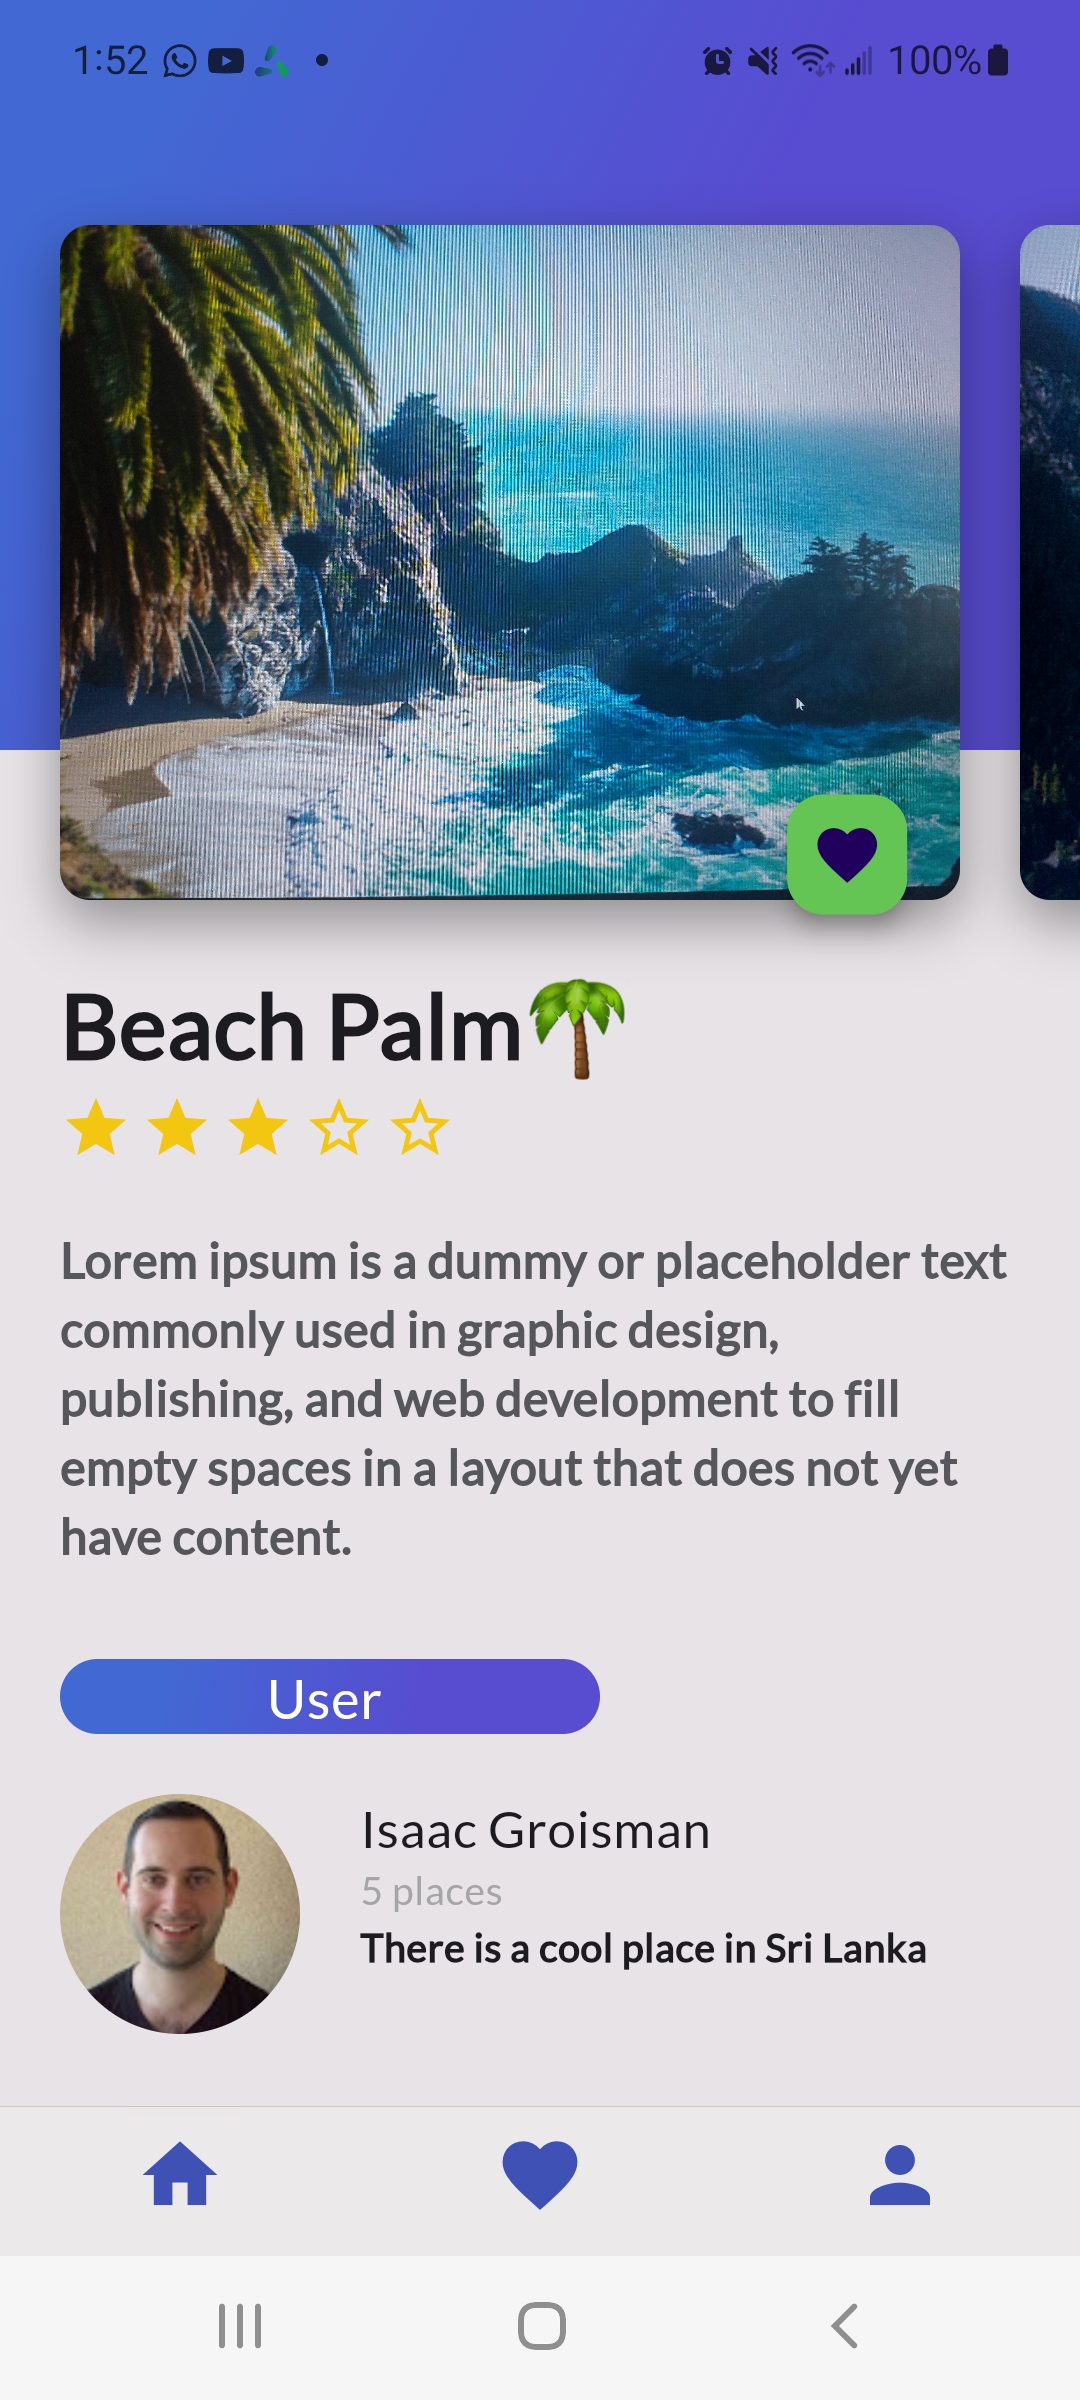 1:52
100%
Beach Palm🌴
Lorem ipsum is a dummy or placeholder text
commonly used in graphic design,
publishing, and web development to fill
empty spaces in a layout that does not yet
have content.
User
Isaac Groisman
5 places
There is a cool place in Sri Lanka